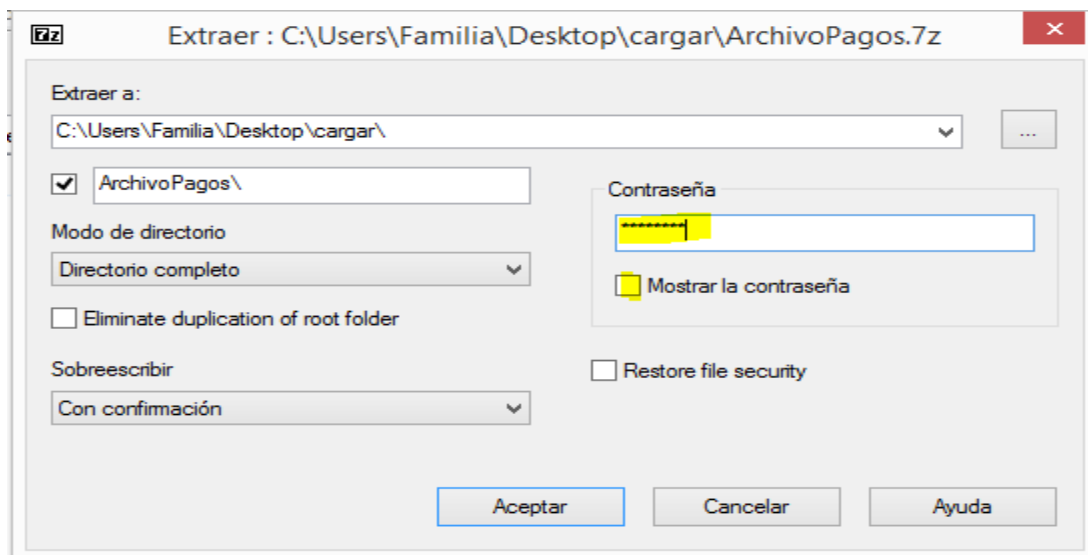 7z
Extraer : C:\Users\Familia\Desktop\cargar\ArchivoPagos.7z
Extraer a:
C:\Users\Familia\Desktop\cargar\
...
ArchivoPagos\
Contraseña
********
Modo de directorio
Directorio completo
Mostrar la contraseña
Eliminate duplication of root folder
Sobreescribir
Restore file security
Con confirmación
Aceptar
Cancelar
Ayuda